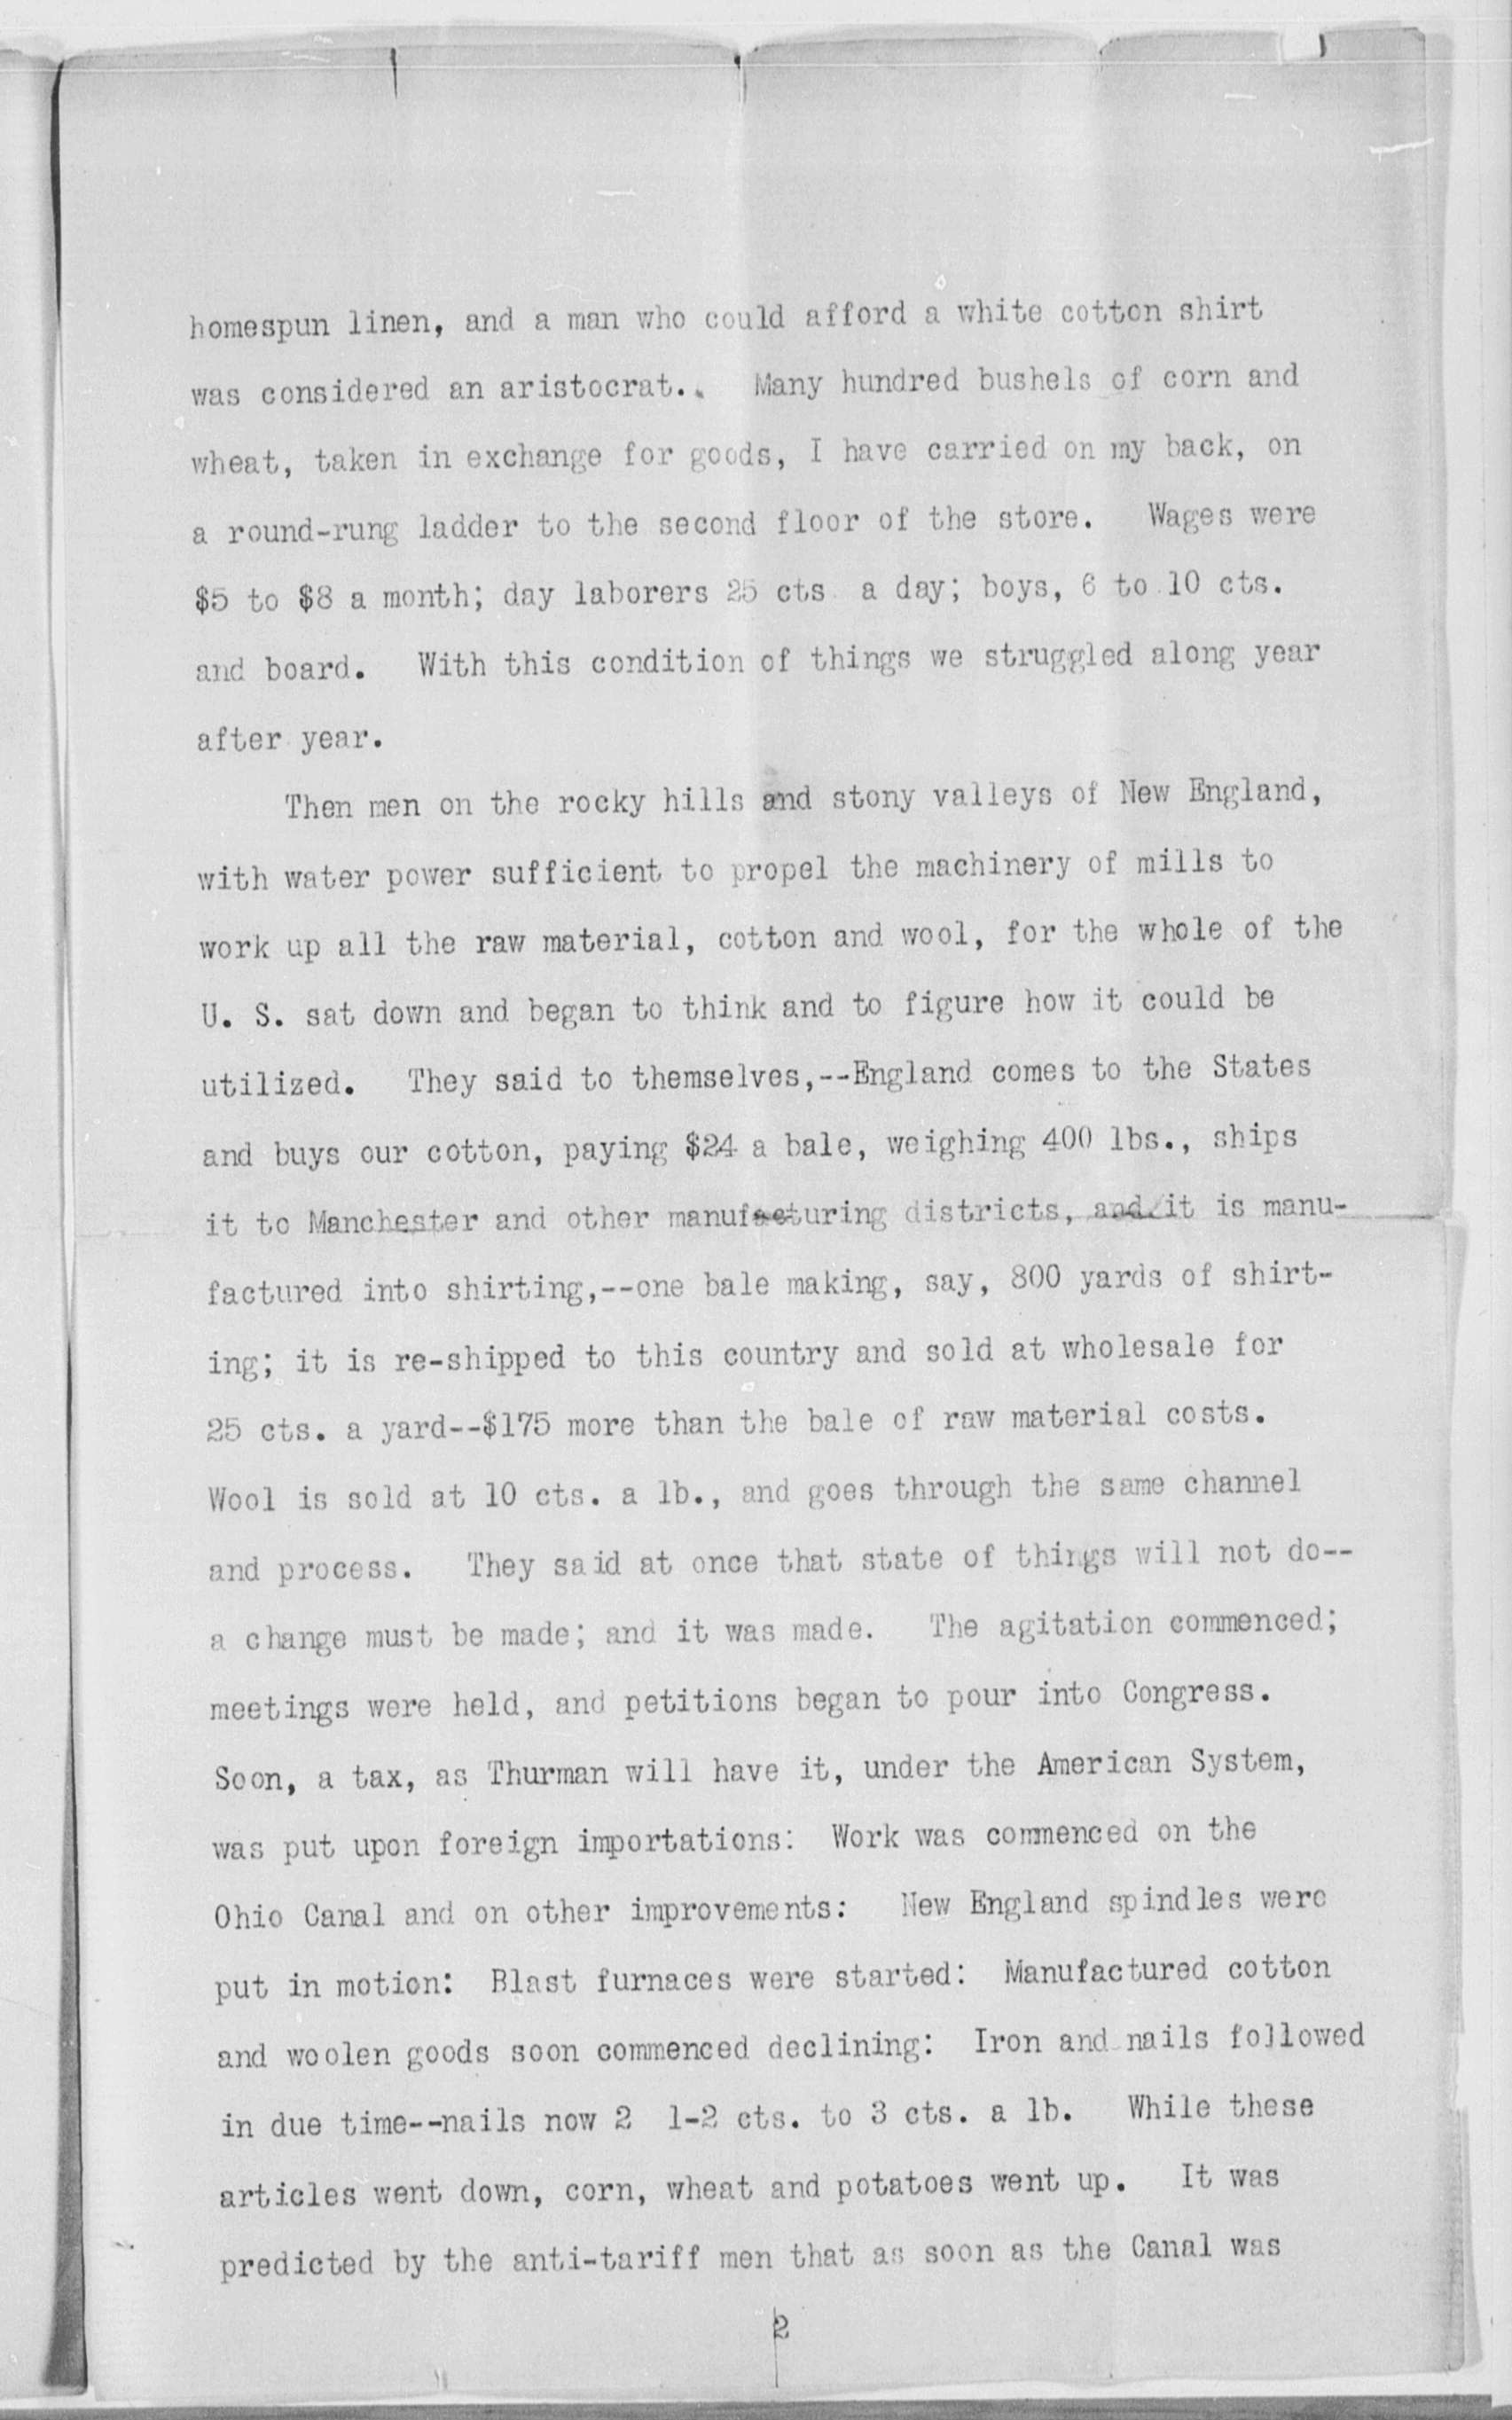 homespun linen, and a man who could afford a white cotton shirt
was considered an aristocrat.. Many hundred bushels of corn and
wheat, taken in exchange for goods, I have carried on my back, on
a round-rung ladder to the second floor of the store. Wages were
$5 to $8 a month; day laborers 25 cts a day; boys, 6 to 10 cts.
and board. With this condition of things we struggled along year
after year.
Then men on the rocky hills and stony valleys of New England,
with water power sufficient to propel the machinery of mills to
work up all the raw material, cotton and wool, for the whole of the
U. S. sat down and began to think and to figure how it could be
utilized. They said to themselves,--England comes to the States
and buys our cotton, paying $24 a bale, weighing 400 lbs., ships
it to Manchester and other manufacturing districts, and it is manu-
factured into shirting,--one bale making, say, 800 yards of shirt-
ing; it is re-shipped to this country and sold at wholesale for
25 cts. a yard--$175 more than the bale of raw material costs.
Wool is sold at 10 cts. a lb., and goes through the same channel
and process. They said at once that state of things will not do--
a change must be made; and it was made. The agitation commenced;
meetings were held, and petitions began to pour into Congress.
Soon, a tax, as Thurman will have it, under the American System,
was put upon foreign importations: Work was commenced on the
Ohio Canal and on other improvements: New England spindles were
put in motion: Blast furnaces were started: Manufactured cotton
and woolen goods soon commenced declining: Iron and nails followed
in due time--nails now 2 1-2 cts. to 3 cts. a lb. While these
articles went down, corn, wheat and potatoes went up. It was
predicted by the anti-tariff men that as soon as the Canal was
2